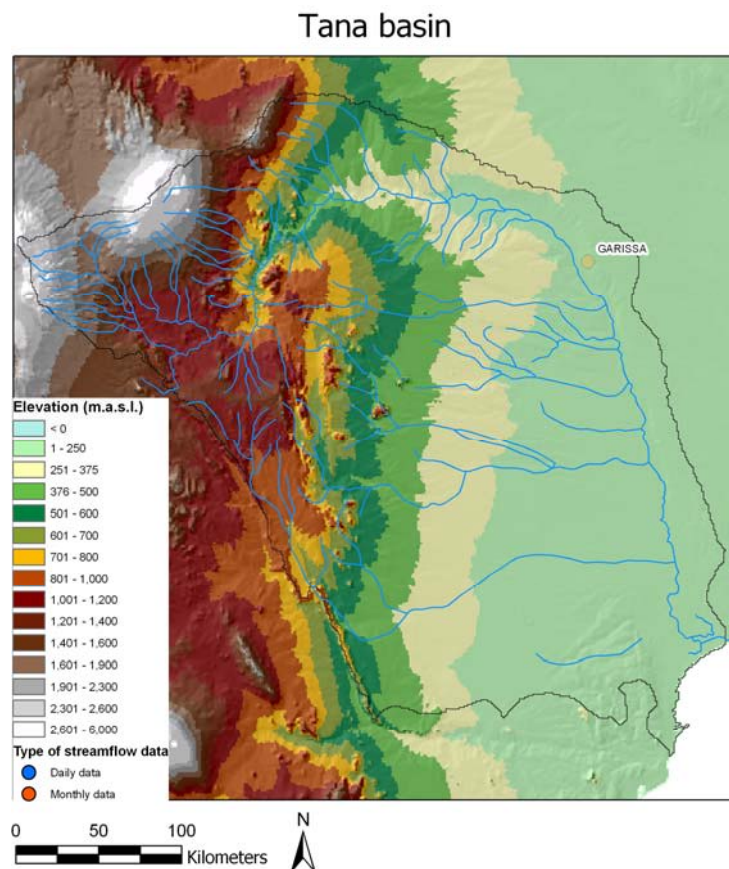 Tana basin
GARISSA
Elevation (m.a.s.l.)
< 0
1 - 250
251 - 375
376 - 500
501 - 600
601 - 700
701 - 800
801 - 1,000
1,001 - 1,200
1,201 - 1,400
1,401 - 1,600
1,601 - 1,900
1,901 - 2,300
2,301 - 2,600
2,601 - 6,000
Type of streamflow data
Daily data
Monthly data
0 50 100
Kilometers
N